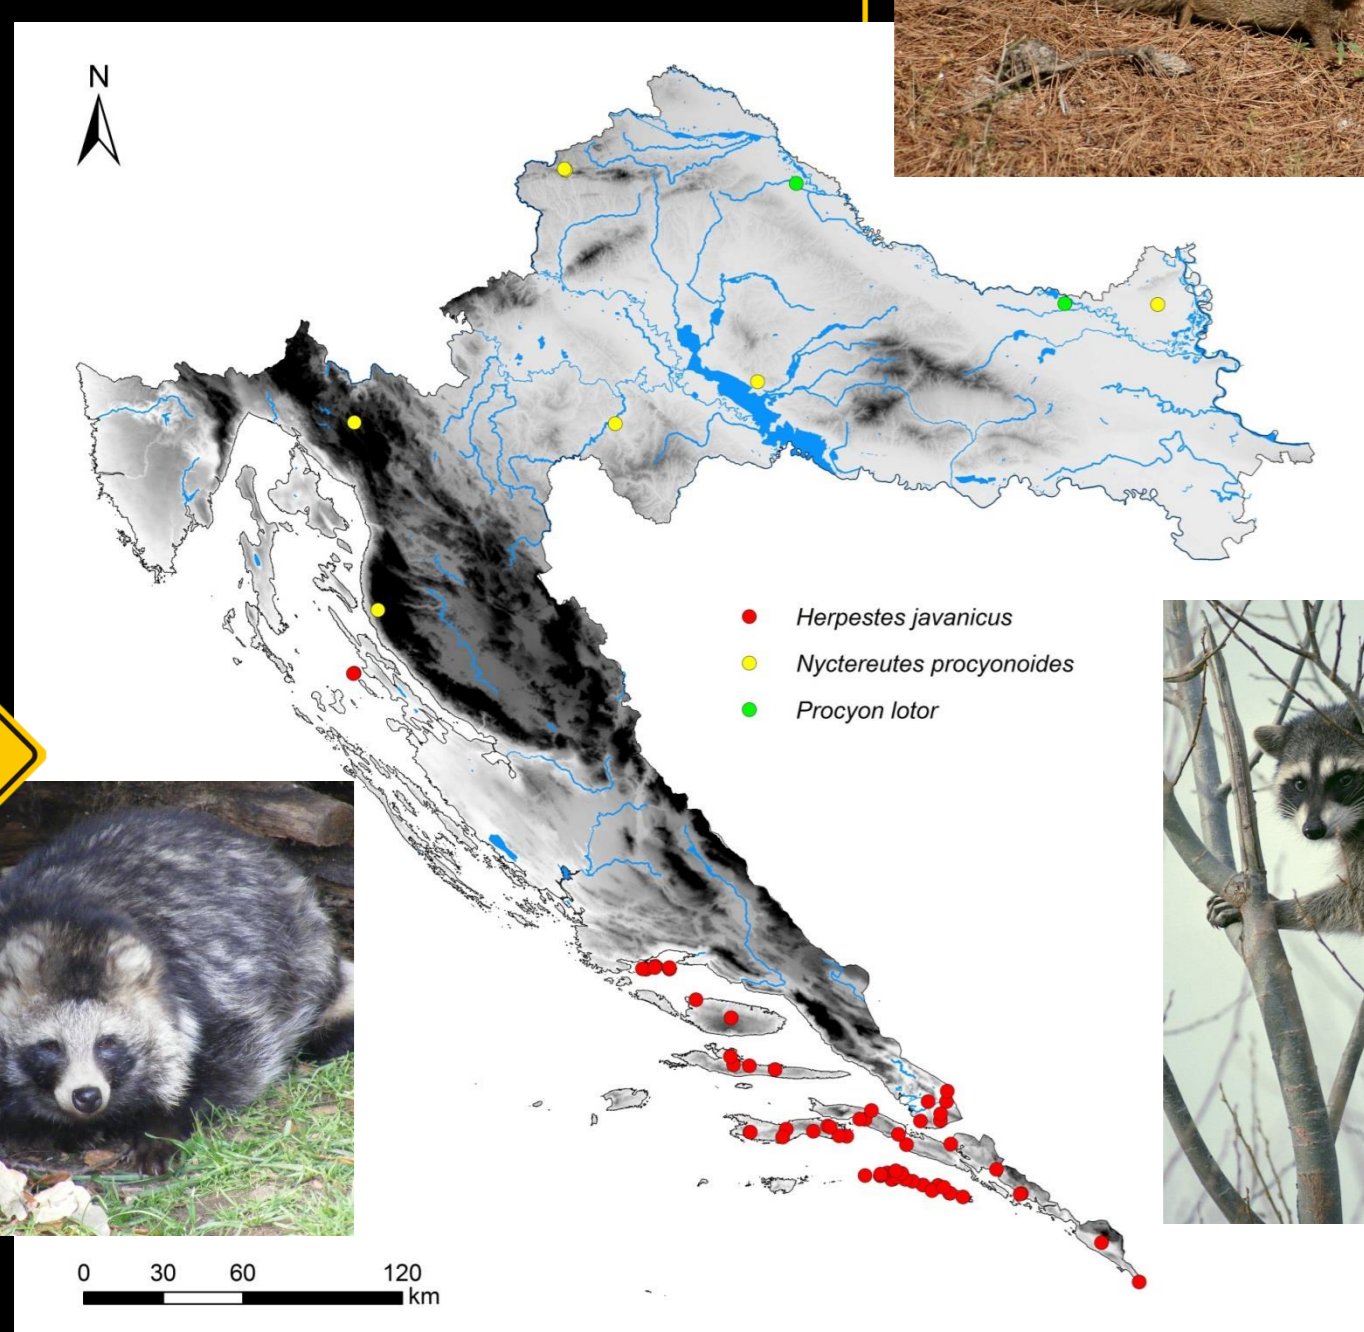 N
Herpestes javanicus
Nyctereutes procyonoides
Procyon lotor
0 30 60 120
km